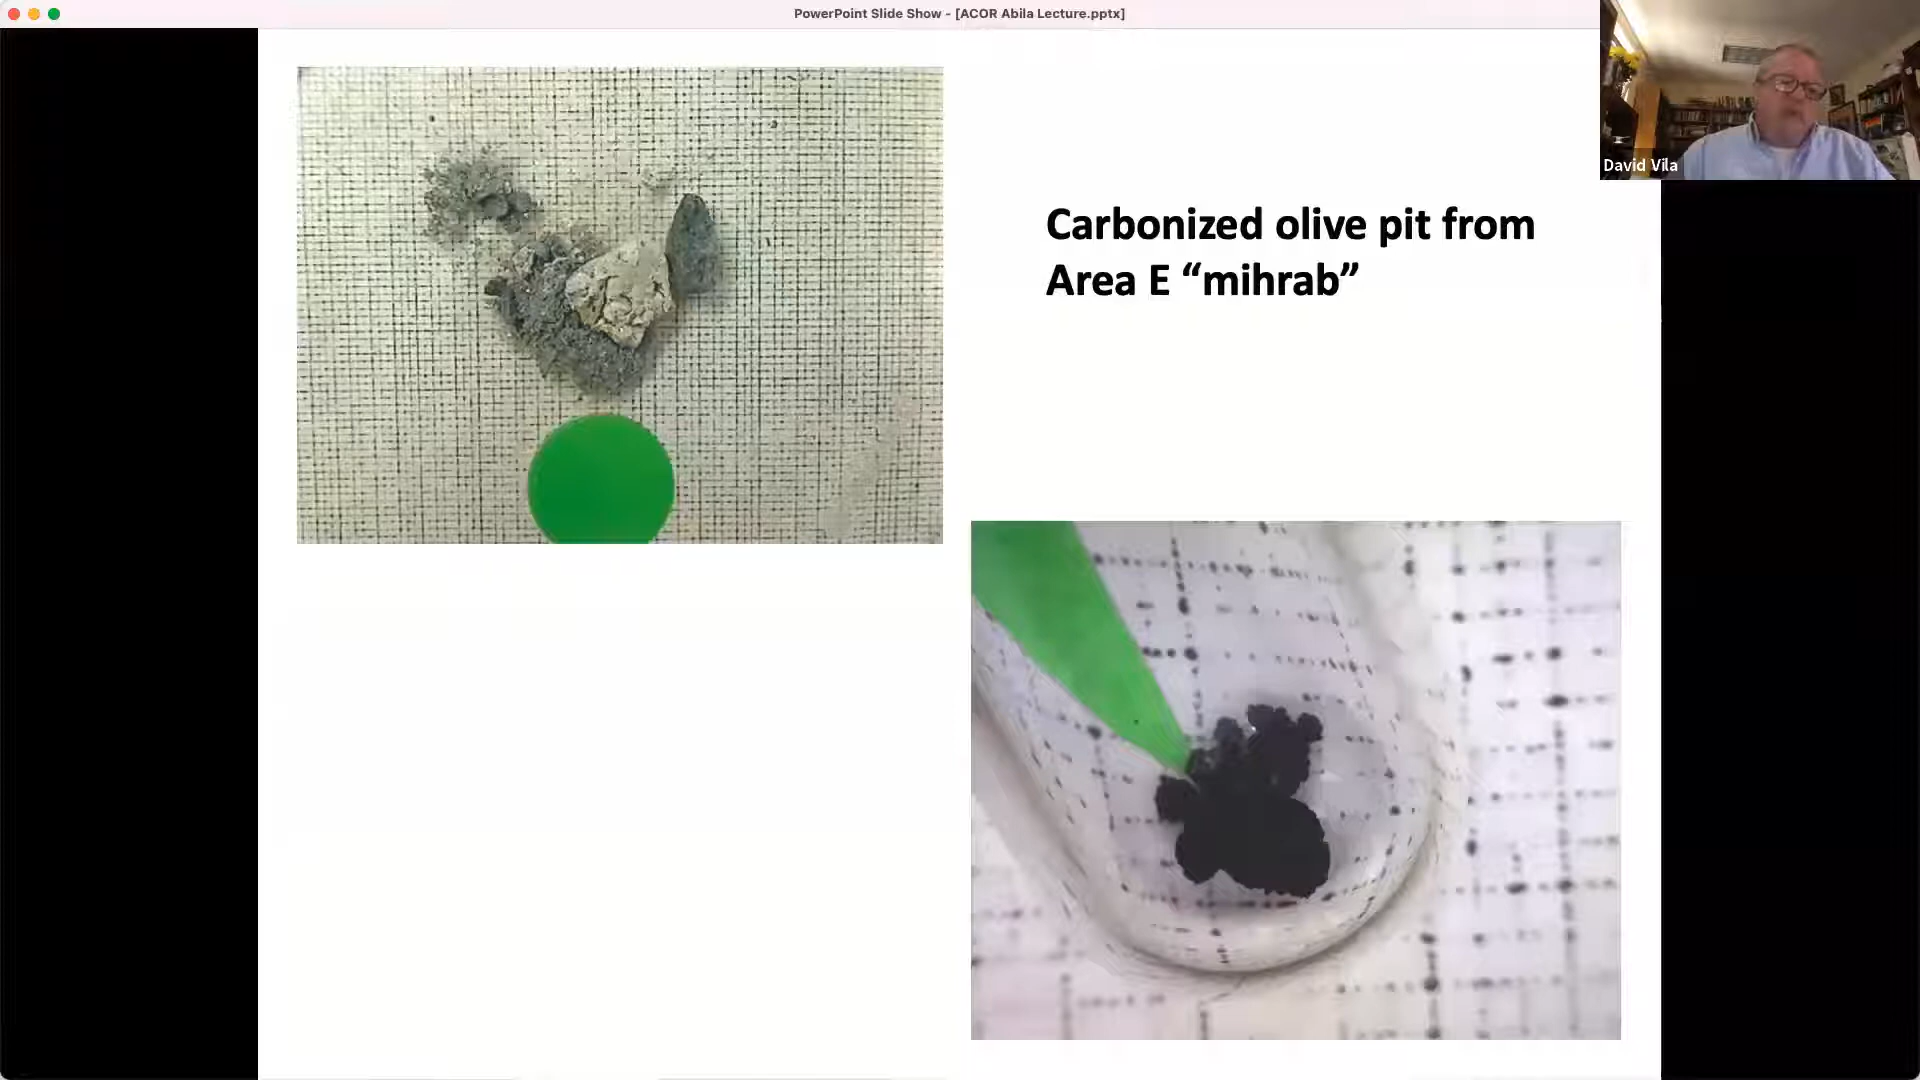 PowerPoint Slide Show - [ACOR Abila Lecture.pptx]
David Vila
Carbonized olive pit from
Area E “mihrab”